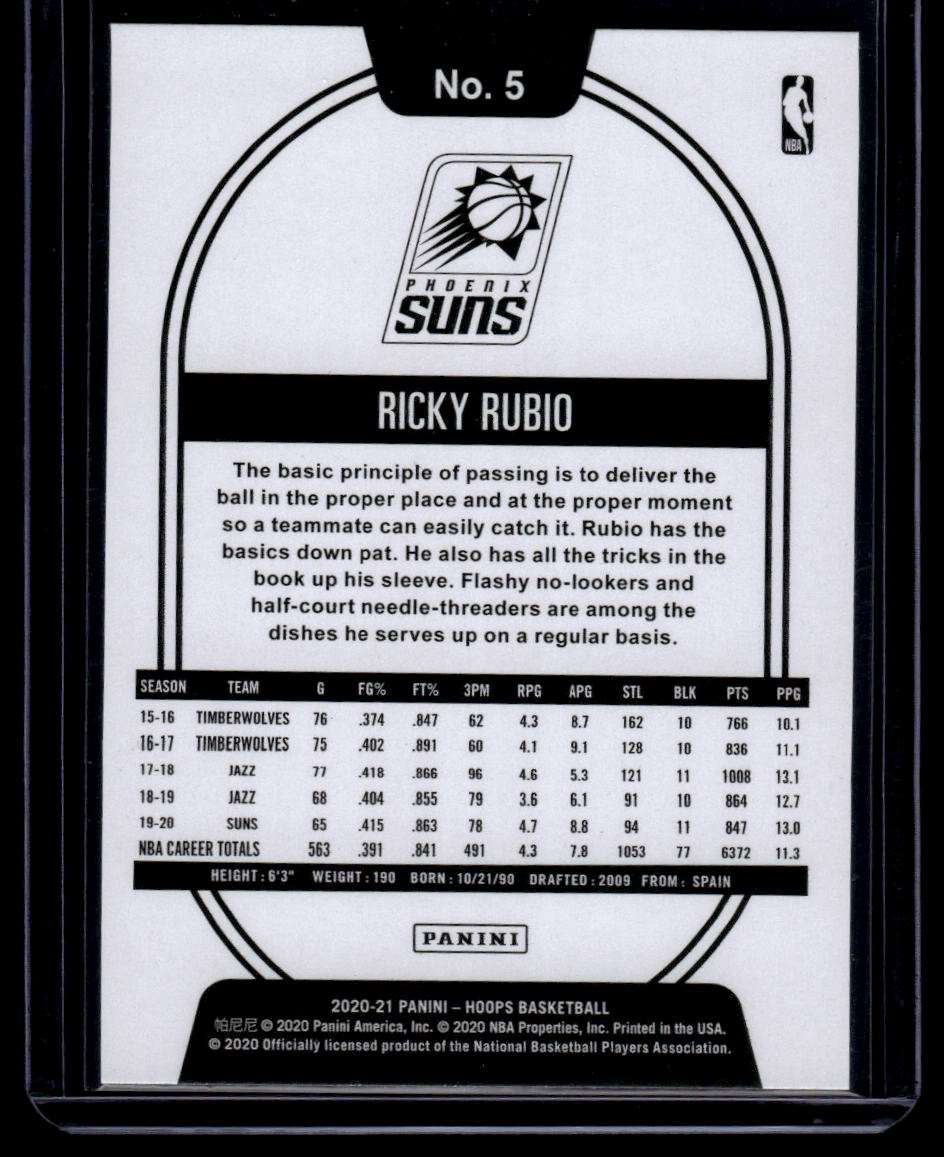 No. 5
NBA
PHOENIX
SUNS
RICKY RUBIO
The basic principle of passing is to deliver the
ball in the proper place and at the proper moment
so a teammate can easily catch it. Rubio has the
basics down pat. He also has all the tricks in the
book up his sleeve. Flashy no-lookers and
half-court needle-threaders are among the
dishes he serves up on a regular basis.
SEASON TEAM G FG% FT% 3PM RPG APG STL BLK PTS PPG
15-16 TIMBERWOLVES 76 .374 .847 62 4.3 8.7 162 10 766 10.1
16-17 TIMBERWOLVES 75 .402 .891 60 4.1 9.1 128 10 836 11.1
17-18 JAZZ 77 .418 .866 96 4.6 5.3 121 11 1008 13.1
18-19 JAZZ 68 .404 .855 79 3.6 6.1 91 10 864 12.7
19-20 SUNS 65 .415 .863 78 4.7 8.8 94 11 847 13.0
NBA CAREER TOTALS 563 .391 .841 491 4.3 7.8 1053 77 6372 11.3
HEIGHT: 6'3" WEIGHT: 190 BORN: 10/21/90 DRAFTED: 2009 FROM: SPAIN
PANINI
2020-21 PANINI – HOOPS BASKETBALL
帕尼尼 © 2020 Panini America, Inc. © 2020 NBA Properties, Inc. Printed in the USA.
© 2020 Officially licensed product of the National Basketball Players Association.